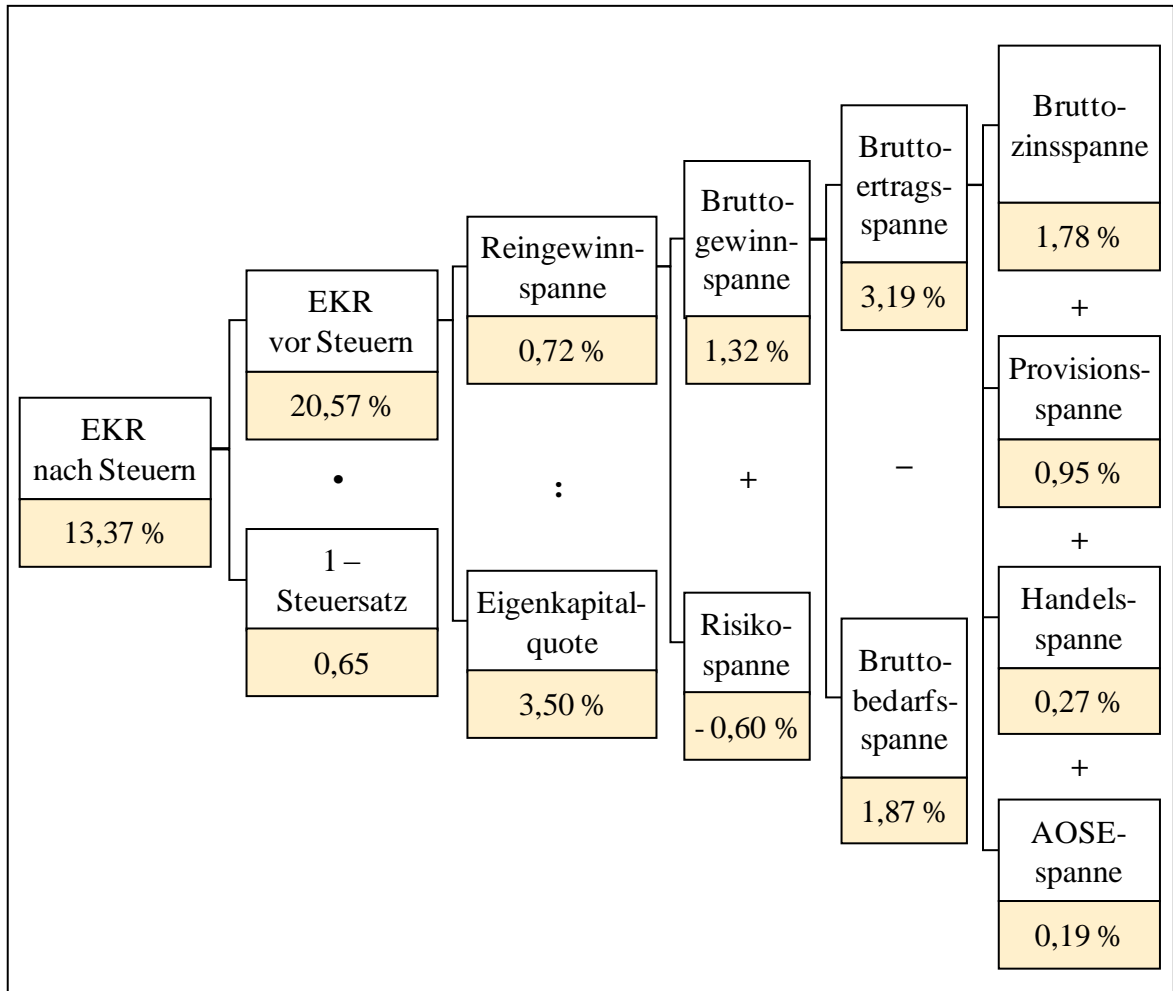 EKR
nach Steuern
13,37 %
EKR
vor Steuern
20,57 %
•
1 –
Steuersatz
0,65
Reingewinn-
spanne
0,72 %
:
Eigenkapital-
quote
3,50 %
Brutto-
gewinn-
spanne
1,32 %
+
Risiko-
spanne
- 0,60 %
Brutto-
ertrags-
spanne
3,19 %
–
Brutto-
bedarfs-
spanne
1,87 %
Brutto-
zinsspanne
1,78 %
+
Provisions-
spanne
0,95 %
+
Handels-
spanne
0,27 %
+
AOSE-
spanne
0,19 %